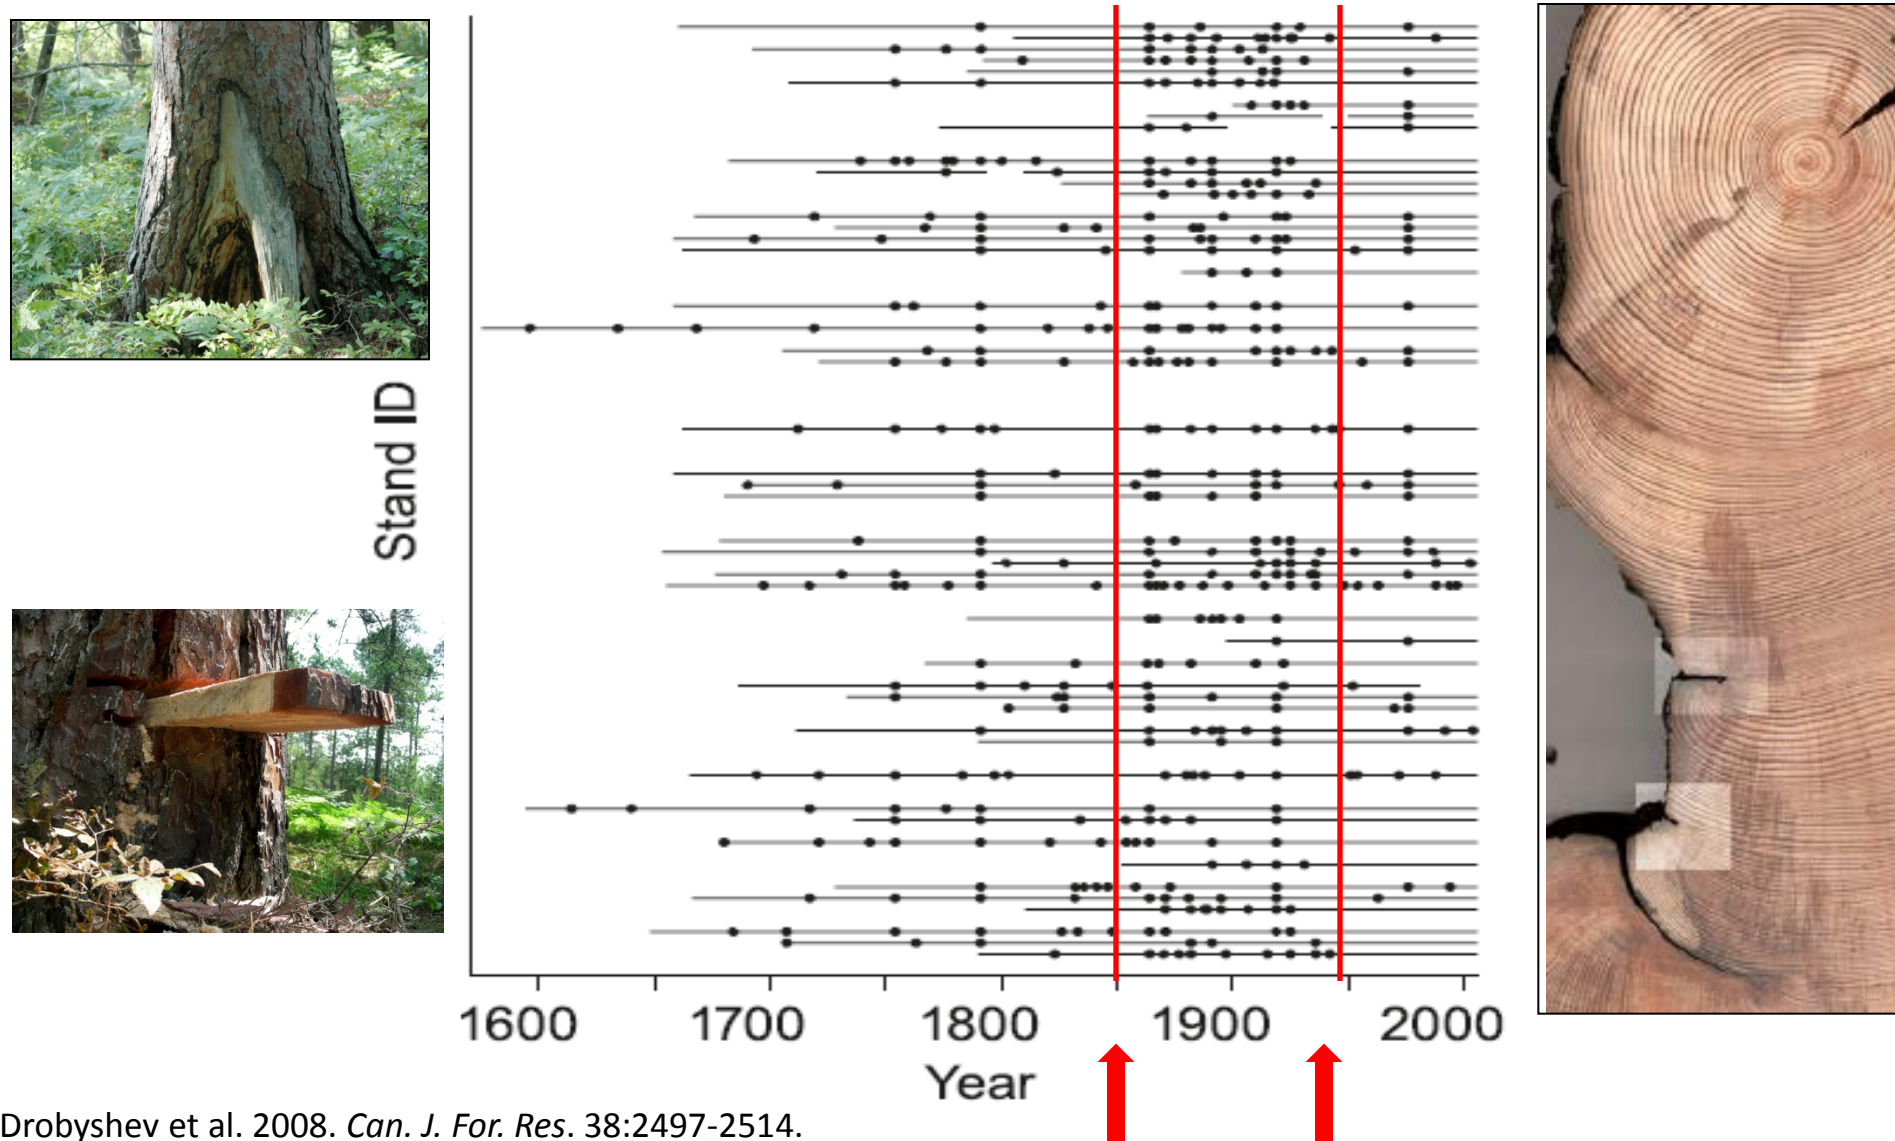 Stand ID
1600 1700 1800 1900 2000
Year
Drobyshev et al. 2008. Can. J. For. Res. 38:2497-2514.